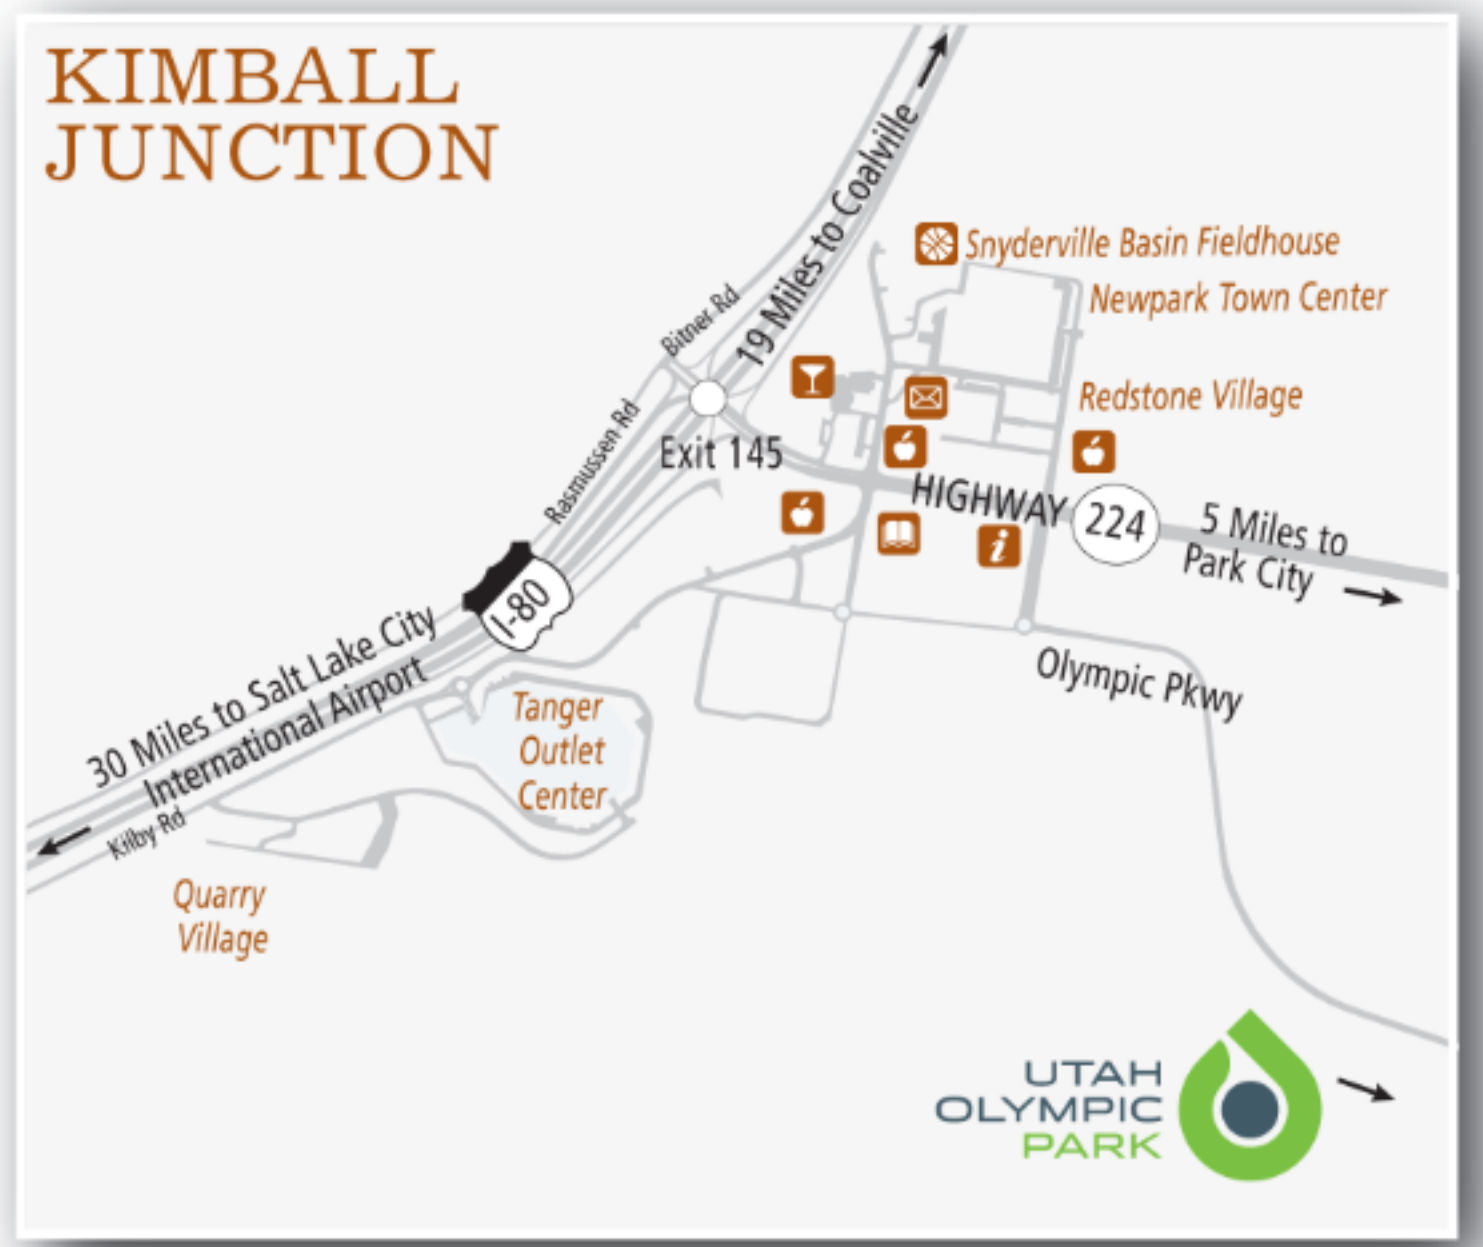 KIMBALL
JUNCTION
19 Miles to Coalville
Snyderville Basin Fieldhouse
Newpark Town Center
Bitner Rd
Redstone Village
Rasmussen Rd
Exit 145
HIGHWAY
224
5 Miles to
Park City
I-80
30 Miles to Salt Lake City
International Airport
Olympic Pkwy
Tanger
Outlet
Center
Kilby Rd
Quarry
Village
UTAH
OLYMPIC
PARK